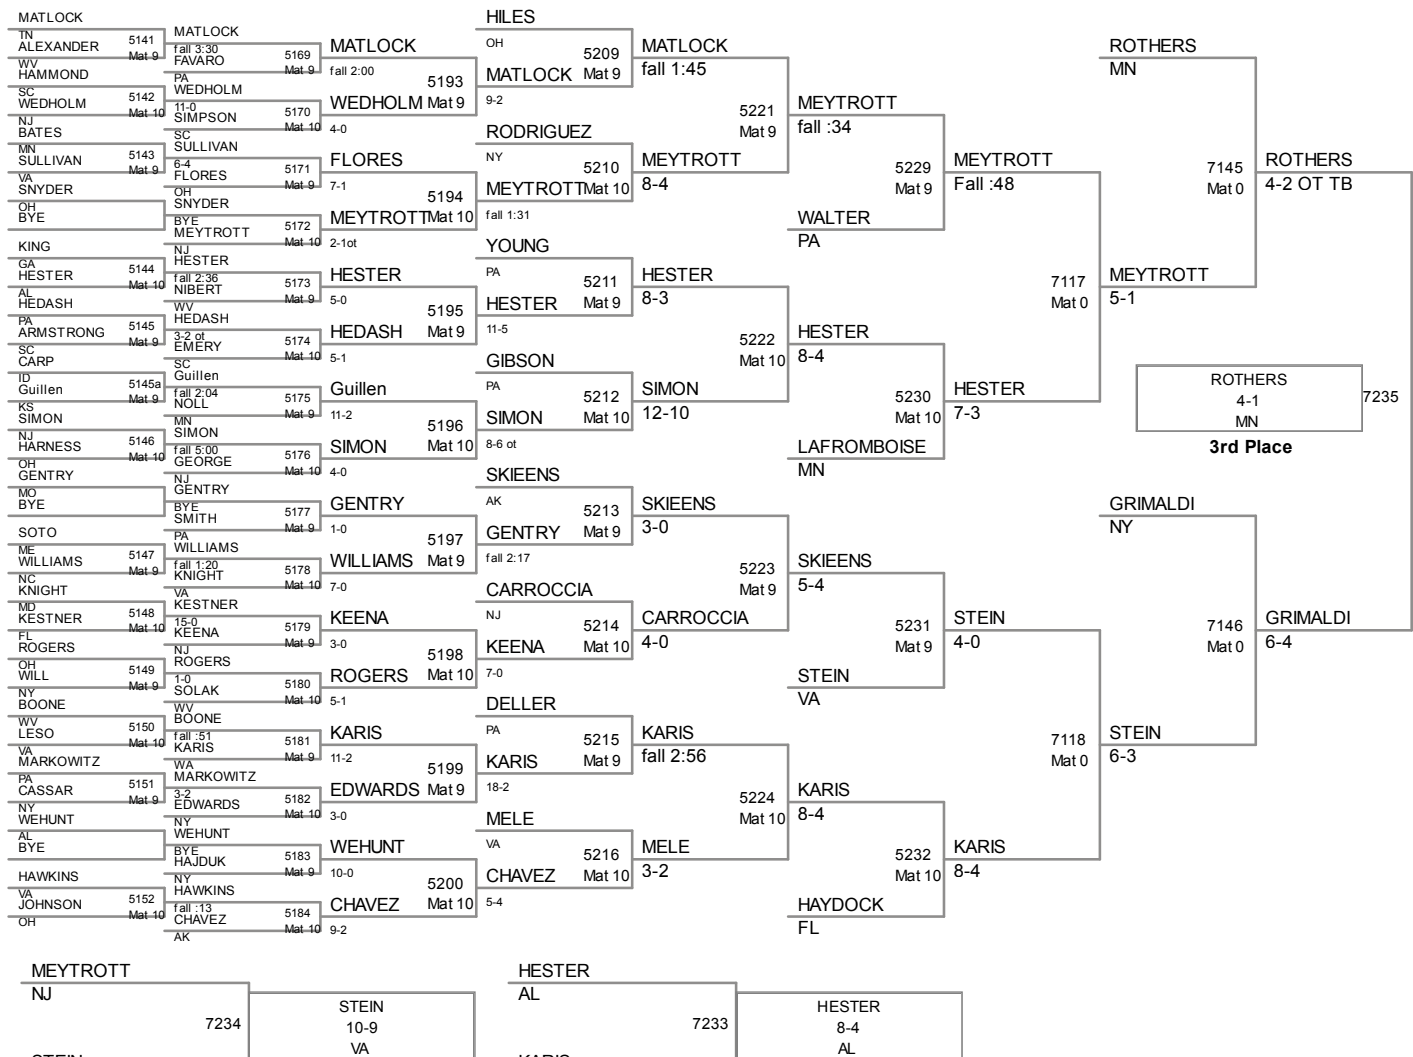 MATLOCK
TN
ALEXANDER
WV
HAMMOND
SC
WEDHOLM
NJ
BATES
MN
SULLIVAN
VA
SNYDER
OH
BYE
KING
GA
HESTER
AL
HEDASH
PA
ARMSTRONG
SC
CARP
ID
Guillen
KS
SIMON
NJ
HARNESS
OH
GENTRY
MO
BYE
SOTO
ME
WILLIAMS
NC
KNIGHT
MD
KESTNER
FL
ROGERS
OH
WILL
NY
BOONE
WV
LESO
VA
MARKOWITZ
PA
CASSAR
NY
WEHUNT
AL
BYE
HAWKINS
VA
JOHNSON
OH
5141
Mat 9
5142
Mat 10
5143
Mat 9
5144
Mat 10
5145
Mat 9
5145a
Mat 9
5146
Mat 10
5147
Mat 9
5148
Mat 10
5149
Mat 9
5150
Mat 10
5151
Mat 9
5152
Mat 10
MATLOCK
fall 3:30
FAVARO
PA
WEDHOLM
11-0
SIMPSON
SC
SULLIVAN
6-4
FLORES
OH
SNYDER
BYE
MEYTROTT
NJ
HESTER
fall 2:36
NIBERT
WV
HEDASH
3-2 ot
EMERY
SC
Guillen
fall 2:04
NOLL
MN
SIMON
fall 5:00
GEORGE
NJ
GENTRY
BYE
SMITH
PA
WILLIAMS
fall 1:20
KNIGHT
VA
KESTNER
15-0
KEENA
NJ
ROGERS
1-0
SOLAK
WV
BOONE
fall :51
KARIS
WA
MARKOWITZ
3-2
EDWARDS
NY
WEHUNT
BYE
HAJDUK
NY
HAWKINS
fall :13
CHAVEZ
AK
5169
Mat 9
5170
Mat 10
5171
Mat 9
5172
Mat 10
5173
Mat 9
5174
Mat 10
5175
Mat 9
5176
Mat 10
5177
Mat 9
5178
Mat 10
5179
Mat 9
5180
Mat 10
5181
Mat 9
5182
Mat 10
5183
Mat 9
5184
Mat 10
MATLOCK
fall 2:00
WEDHOLM
4-0
FLORES
7-1
MEYTROTT
2-1ot
HESTER
5-0
HEDASH
5-1
Guillen
11-2
SIMON
4-0
GENTRY
1-0
WILLIAMS
7-0
KEENA
3-0
ROGERS
5-1
KARIS
11-2
EDWARDS
3-0
WEHUNT
10-0
CHAVEZ
9-2
5193
Mat 9
5194
Mat 10
5195
Mat 9
5196
Mat 10
5197
Mat 9
5198
Mat 10
5199
Mat 9
5200
Mat 10
HILES
OH
MATLOCK
9-2
RODRIGUEZ
NY
MEYTROTT
fall 1:31
YOUNG
PA
HESTER
11-5
GIBSON
PA
SIMON
8-6 ot
SKIEENS
AK
GENTRY
fall 2:17
CARROCCIA
NJ
KEENA
7-0
DELLER
PA
KARIS
18-2
MELE
VA
CHAVEZ
5-4
5209
Mat 9
5210
Mat 10
5211
Mat 9
5212
Mat 10
5213
Mat 9
5214
Mat 10
5215
Mat 9
5216
Mat 10
MATLOCK
fall 1:45
MEYTROTT
8-4
HESTER
8-3
SIMON
12-10
SKIEENS
3-0
CARROCCIA
4-0
KARIS
fall 2:56
MELE
3-2
5221
Mat 9
5222
Mat 10
5223
Mat 9
5224
Mat 10
MEYTROTT
fall :34
WALTER
PA
HESTER
8-4
LAFROMBOISE
MN
SKIEENS
5-4
STEIN
VA
KARIS
8-4
HAYDOCK
FL
5229
Mat 9
5230
Mat 10
5231
Mat 9
5232
Mat 10
MEYTROTT
Fall :48
HESTER
7-3
STEIN
4-0
KARIS
8-4
7117
Mat 0
7118
Mat 0
ROTHERS
MN
MEYTROTT
5-1
GRIMALDI
NY
STEIN
6-3
7145
Mat 0
7146
Mat 0
ROTHERS
4-2 OT TB
GRIMALDI
6-4
ROTHERS
4-1
MN
7235
3rd Place
MEYTROTT
NJ
7234
STEIN
10-9
VA
STEIN
HESTER
AL
7233
HESTER
8-4
AL
KARIS